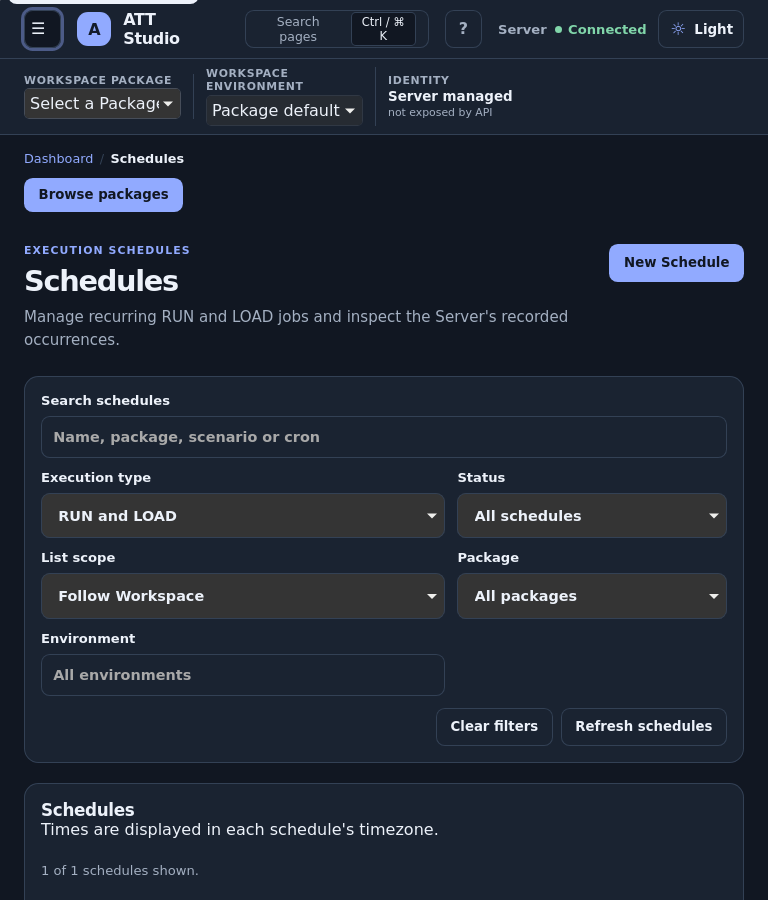 ☰
A
ATT
Studio
Search
pages
Ctrl / ⌘
K
?
Server
Connected
Light
WORKSPACE PACKAGE
Select a Package
WORKSPACE
ENVIRONMENT
Package default
IDENTITY
Server managed
not exposed by API
Dashboard / Schedules
Browse packages
EXECUTION SCHEDULES
Schedules
New Schedule
Manage recurring RUN and LOAD jobs and inspect the Server's recorded
occurrences.
Search schedules
Name, package, scenario or cron
Execution type
Status
RUN and LOAD
All schedules
List scope
Package
Follow Workspace
All packages
Environment
All environments
Clear filters
Refresh schedules
Schedules
Times are displayed in each schedule's timezone.
1 of 1 schedules shown.